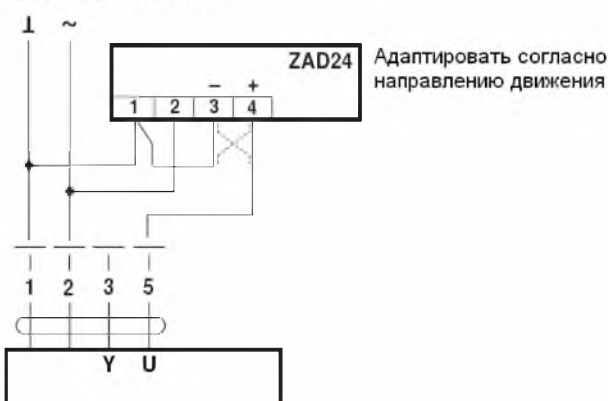 ⊥ ~
ZAD24
Адаптировать согласно
направлению движения
− +
1 2 3 4
1 2 3 5
Y U